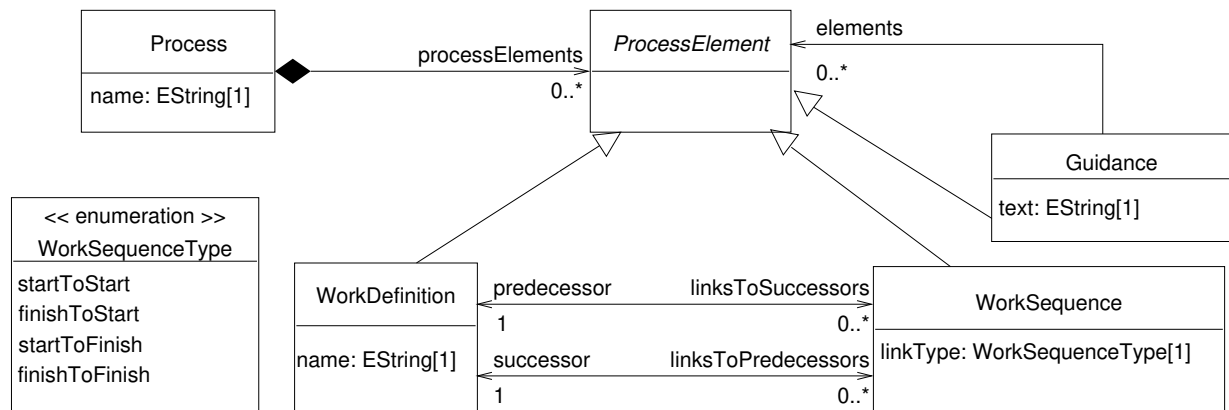 Process
name: EString[1]
processElements
0..*
ProcessElement
elements
0..*
Guidance
text: EString[1]
<< enumeration >>
WorkSequenceType
startToStart
finishToStart
startToFinish
finishToFinish
WorkDefinition
name: EString[1]
predecessor
1
linksToSuccessors
0..*
successor
1
linksToPredecessors
0..*
WorkSequence
linkType: WorkSequenceType[1]